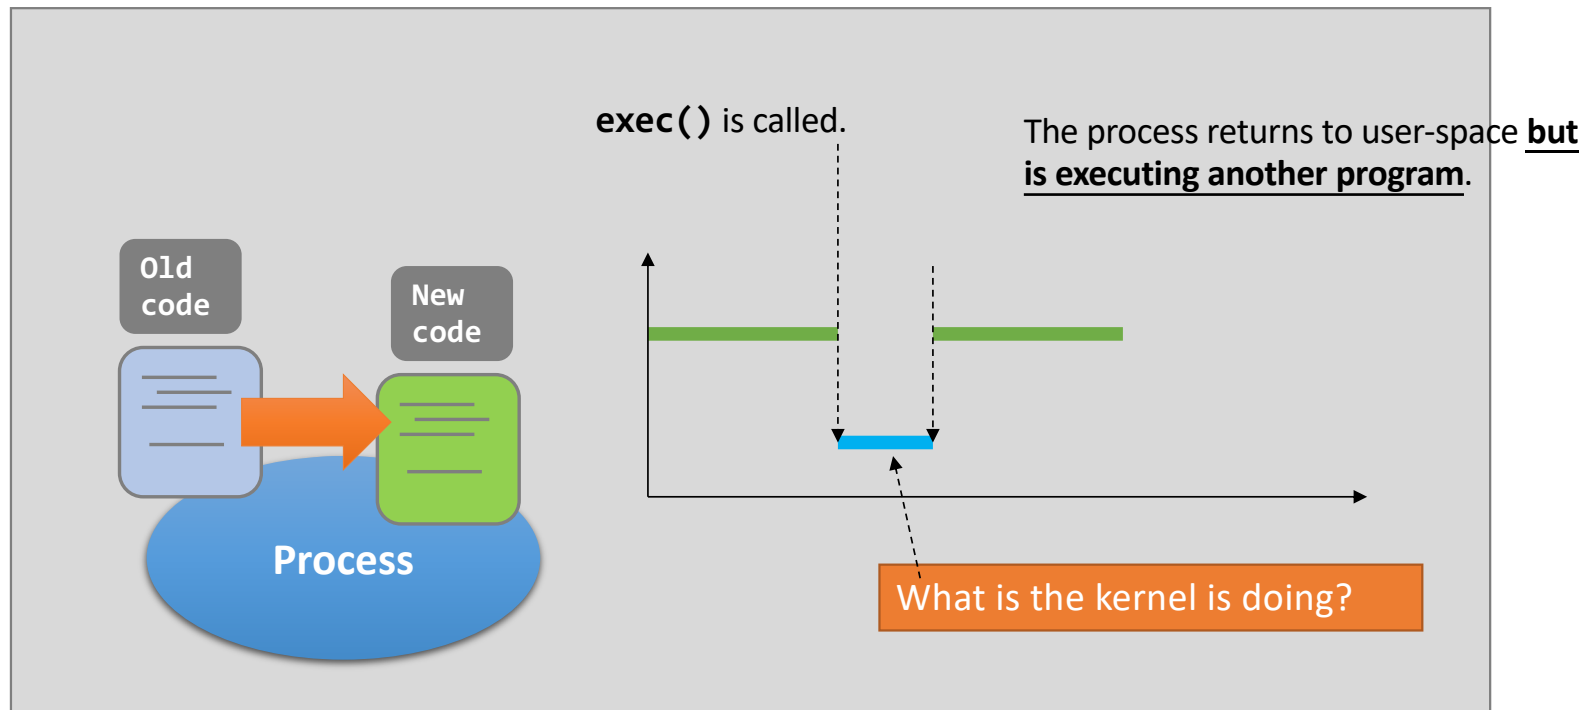 exec() is called.
The process returns to user-space but
is executing another program.
Old
code
New
code
Process
What is the kernel is doing?